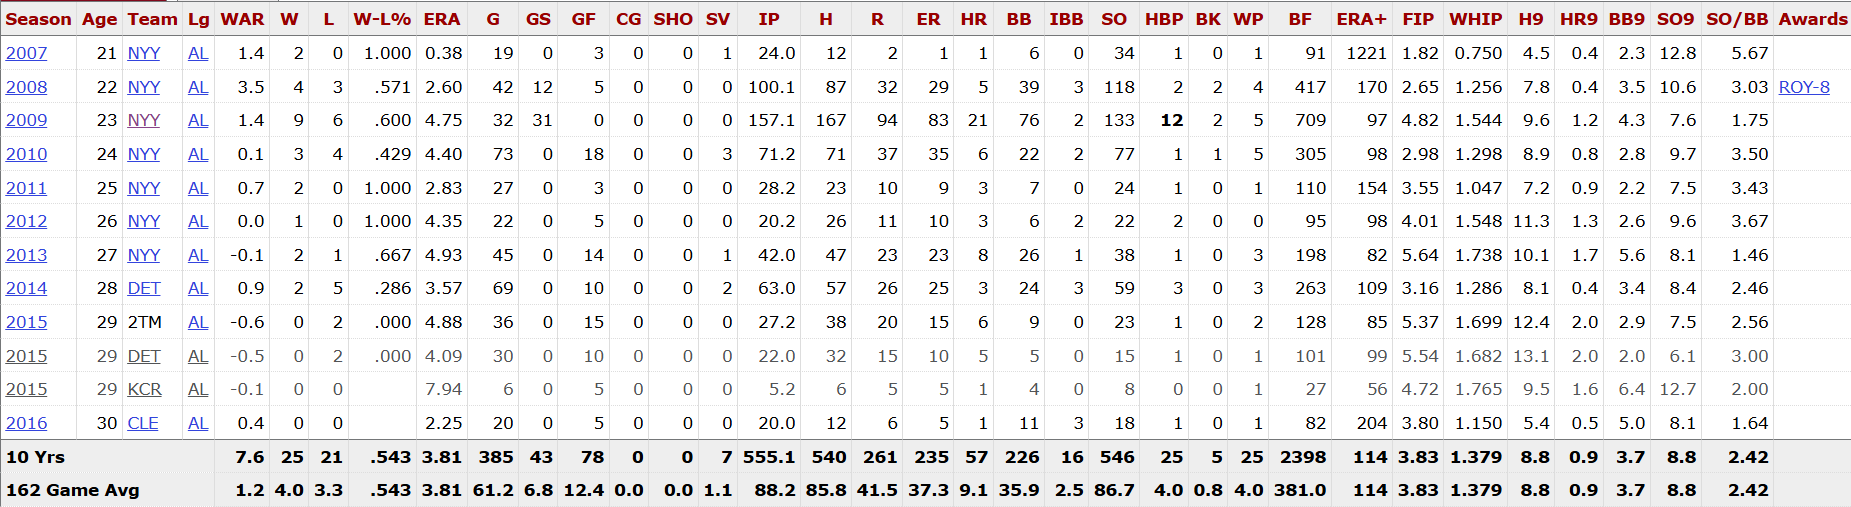 Season Age Team Lg WAR W L W-L% ERA G GS GF CG SHO SV IP H R ER HR BB IBB SO HBP BK WP BF ERA+ FIP WHIP H9 HR9 BB9 SO9 SO/BB Awards
2007 21 NYY AL 1.4 2 0 1.000 0.38 19 0 3 0 0 1 24.0 12 2 1 1 6 0 34 1 0 1 91 1221 1.82 0.750 4.5 0.4 2.3 12.8 5.67
2008 22 NYY AL 3.5 4 3 .571 2.60 42 12 5 0 0 0 100.1 87 32 29 5 39 3 118 2 2 4 417 170 2.65 1.256 7.8 0.4 3.5 10.6 3.03 ROY-8
2009 23 NYY AL 1.4 9 6 .600 4.75 32 31 0 0 0 0 157.1 167 94 83 21 76 2 133 12 2 5 709 97 4.82 1.544 9.6 1.2 4.3 7.6 1.75
2010 24 NYY AL 0.1 3 4 .429 4.40 73 0 18 0 0 3 71.2 71 37 35 6 22 2 77 1 1 5 305 98 2.98 1.298 8.9 0.8 2.8 9.7 3.50
2011 25 NYY AL 0.7 2 0 1.000 2.83 27 0 3 0 0 0 28.2 23 10 9 3 7 0 24 1 0 1 110 154 3.55 1.047 7.2 0.9 2.2 7.5 3.43
2012 26 NYY AL 0.0 1 0 1.000 4.35 22 0 5 0 0 0 20.2 26 11 10 3 6 2 22 2 0 0 95 98 4.01 1.548 11.3 1.3 2.6 9.6 3.67
2013 27 NYY AL -0.1 2 1 .667 4.93 45 0 14 0 0 1 42.0 47 23 23 8 26 1 38 1 0 3 198 82 5.64 1.738 10.1 1.7 5.6 8.1 1.46
2014 28 DET AL 0.9 2 5 .286 3.57 69 0 10 0 0 2 63.0 57 26 25 3 24 3 59 3 0 3 263 109 3.16 1.286 8.1 0.4 3.4 8.4 2.46
2015 29 2TM AL -0.6 0 2 .000 4.88 36 0 15 0 0 0 27.2 38 20 15 6 9 0 23 1 0 2 128 85 5.37 1.699 12.4 2.0 2.9 7.5 2.56
2015 29 DET AL -0.5 0 2 .000 4.09 30 0 10 0 0 0 22.0 32 15 10 5 5 0 15 1 0 1 101 99 5.54 1.682 13.1 2.0 2.0 6.1 3.00
2015 29 KCR AL -0.1 0 0 7.94 6 0 5 0 0 0 5.2 6 5 5 1 4 0 8 0 0 1 27 56 4.72 1.765 9.5 1.6 6.4 12.7 2.00
2016 30 CLE AL 0.4 0 0 2.25 20 0 5 0 0 0 20.0 12 6 5 1 11 3 18 1 0 1 82 204 3.80 1.150 5.4 0.5 5.0 8.1 1.64
10 Yrs 7.6 25 21 .543 3.81 385 43 78 0 0 7 555.1 540 261 235 57 226 16 546 25 5 25 2398 114 3.83 1.379 8.8 0.9 3.7 8.8 2.42
162 Game Avg 1.2 4.0 3.3 .543 3.81 61.2 6.8 12.4 0.0 0.0 1.1 88.2 85.8 41.5 37.3 9.1 35.9 2.5 86.7 4.0 0.8 4.0 381.0 114 3.83 1.379 8.8 0.9 3.7 8.8 2.42